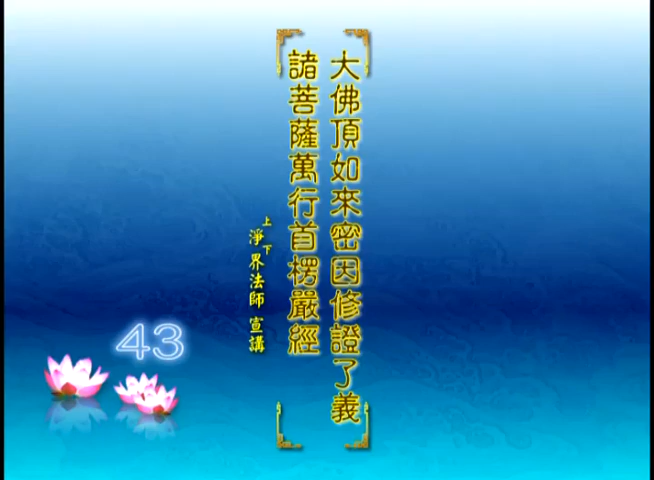 大佛頂如來密因修證了義
諸菩薩萬行首楞嚴經
上淨下界法師 宣講
43